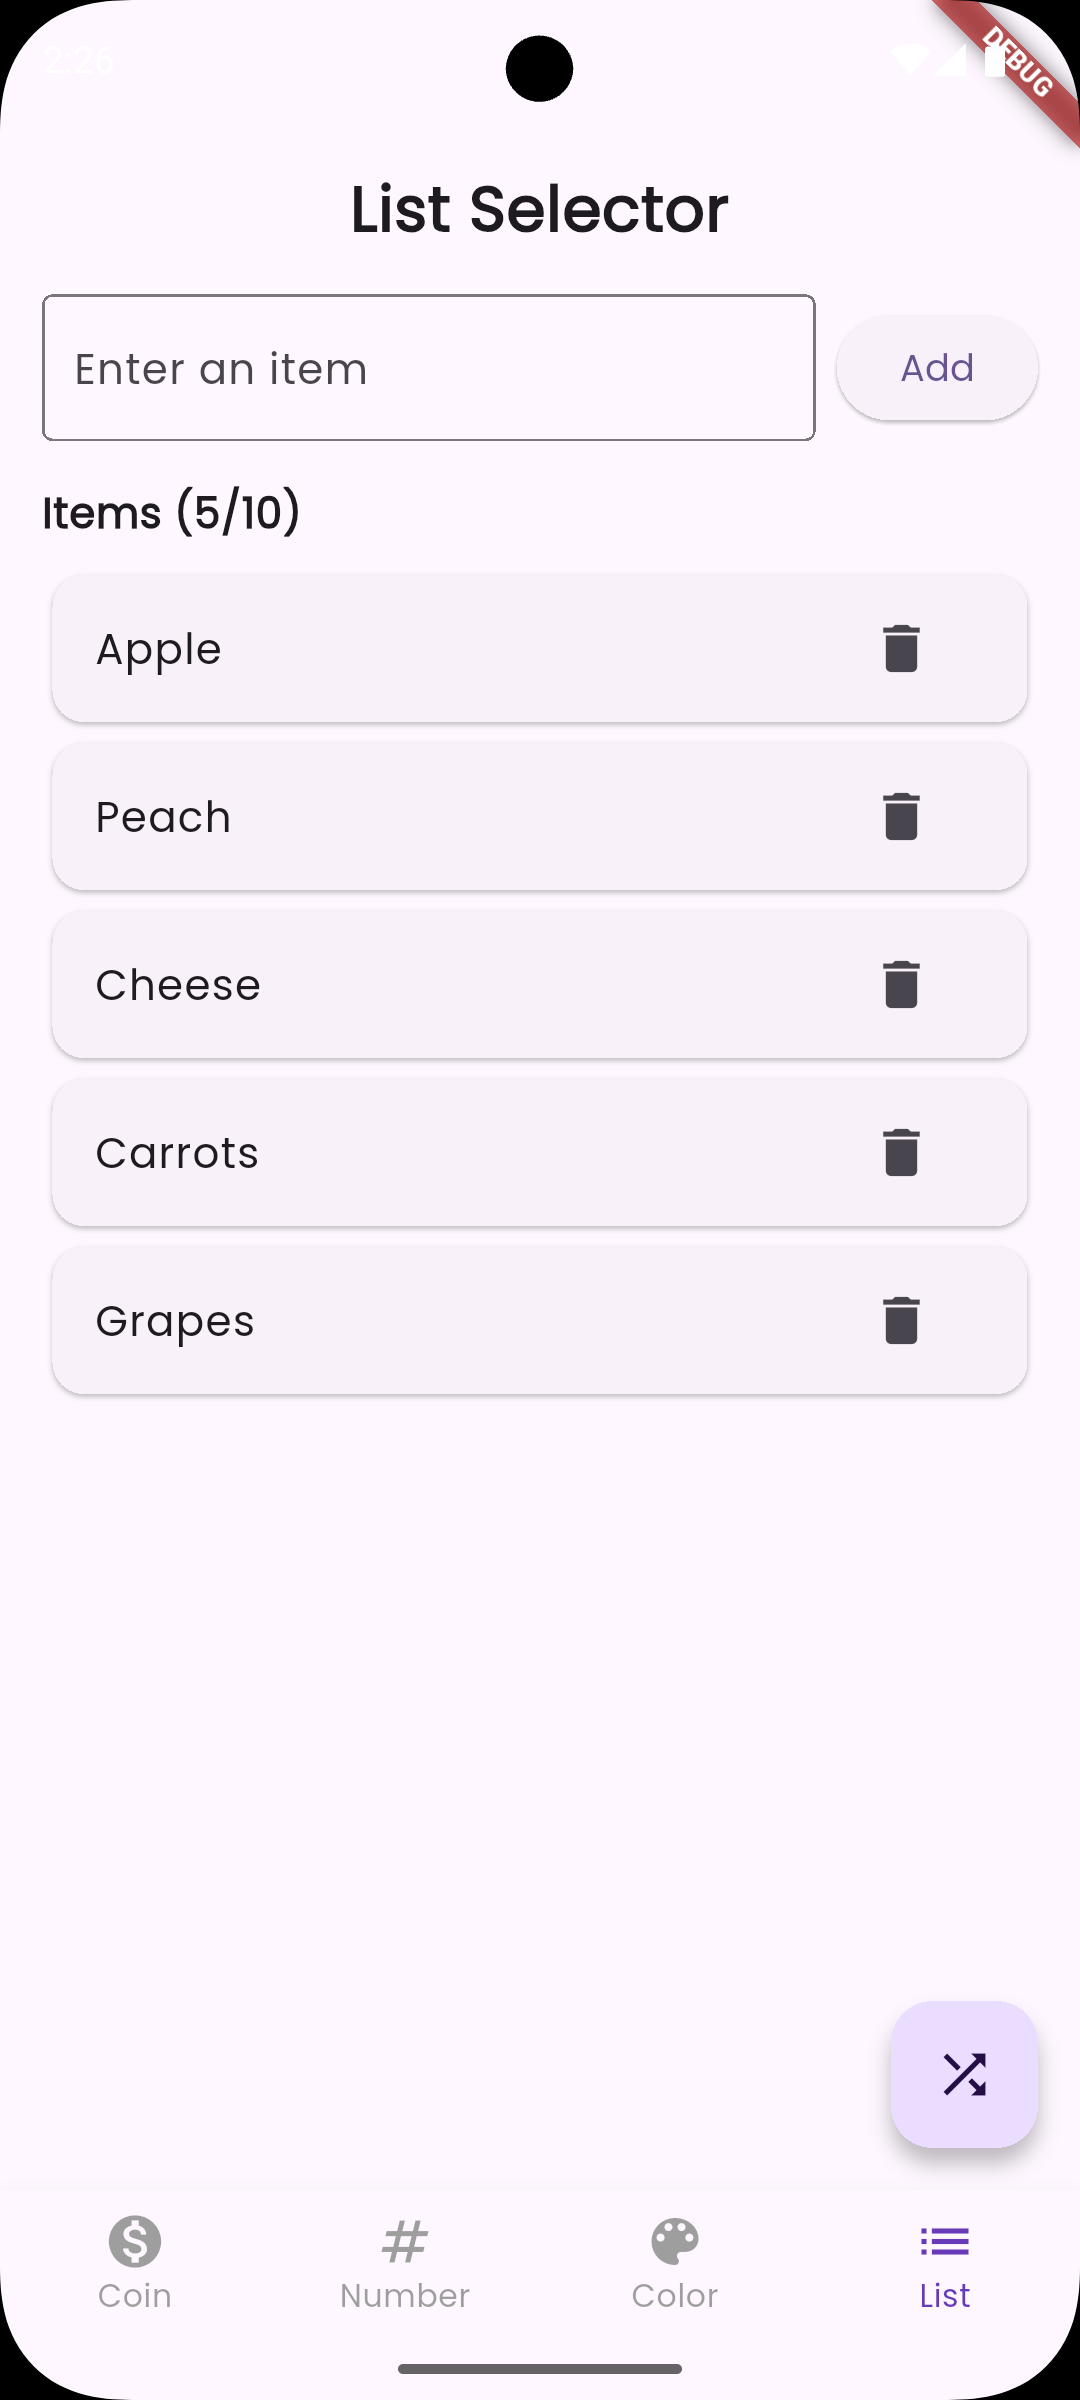 2:26
DEBUG
List Selector
Enter an item
Add
Items (5/10)
Apple
Peach
Cheese
Carrots
Grapes
Coin
Number
Color
List